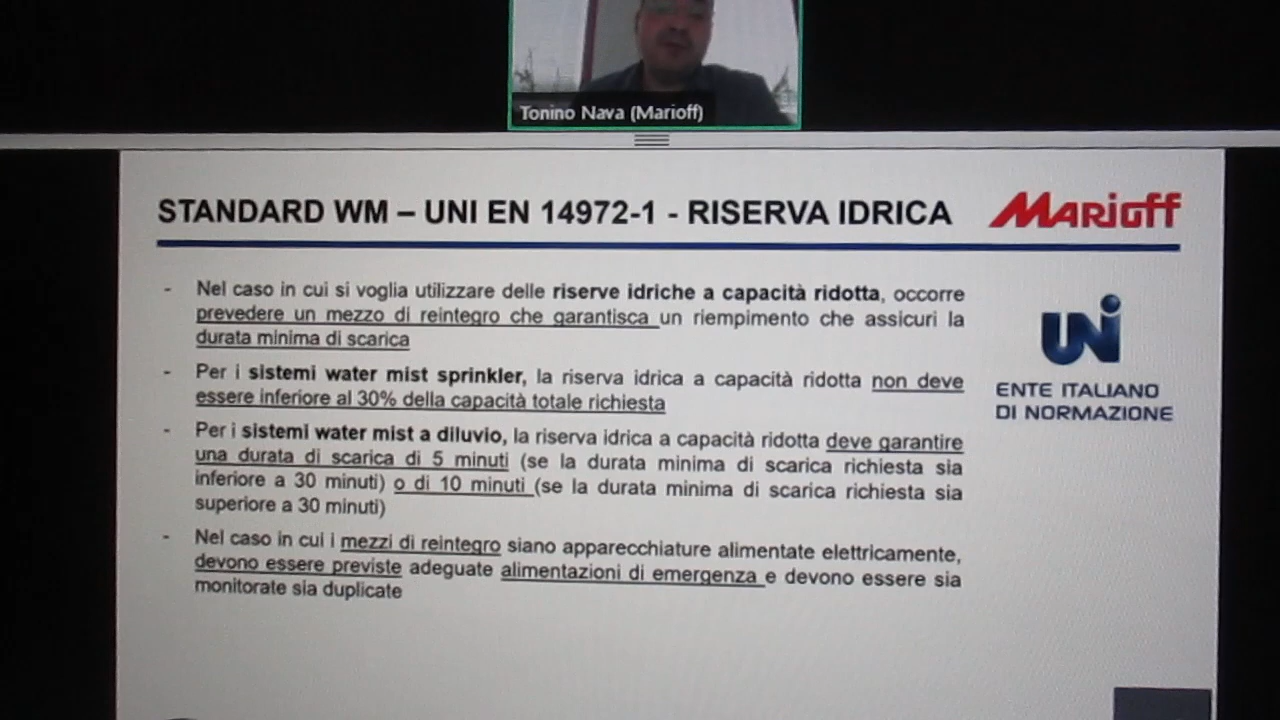 Tonino Nava (Marioff)
STANDARD WM – UNI EN 14972-1 - RISERVA IDRICA
MARIOFF
- Nel caso in cui si voglia utilizzare delle riserve idriche a capacità ridotta, occorre
prevedere un mezzo di reintegro che garantisca un riempimento che assicuri la
durata minima di scarica
- Per i sistemi water mist sprinkler, la riserva idrica a capacità ridotta non deve
essere inferiore al 30% della capacità totale richiesta
- Per i sistemi water mist a diluvio, la riserva idrica a capacità ridotta deve garantire
una durata di scarica di 5 minuti (se la durata minima di scarica richiesta sia
inferiore a 30 minuti) o di 10 minuti (se la durata minima di scarica richiesta sia
superiore a 30 minuti)
- Nel caso in cui i mezzi di reintegro siano apparecchiature alimentate elettricamente,
devono essere previste adeguate alimentazioni di emergenza e devono essere sia
monitorate sia duplicate
UNI
ENTE ITALIANO
DI NORMAZIONE